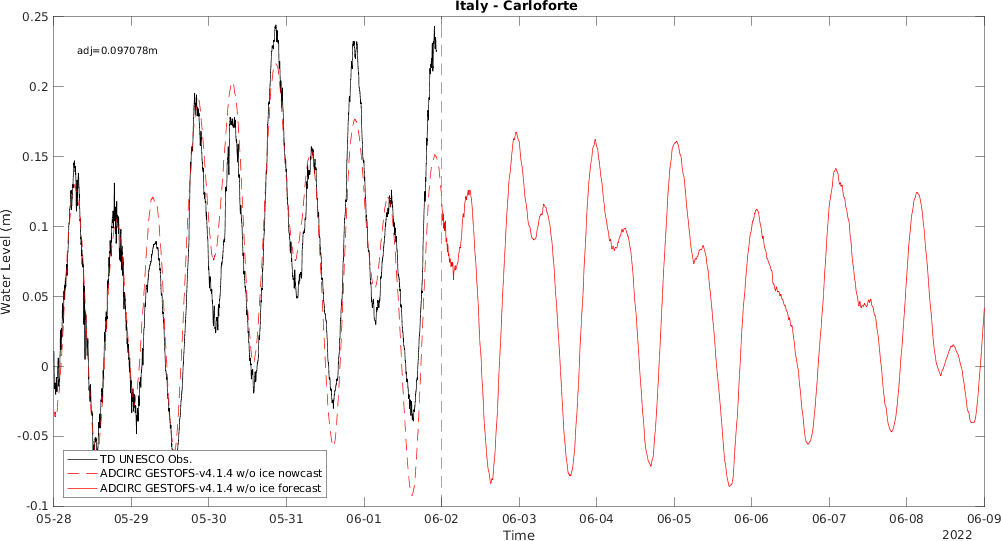 Italy - Carloforte
adj=0.097078m
Water Level (m)
0.25
0.2
0.15
0.1
0.05
0
-0.05
-0.1
TD UNESCO Obs.
ADCIRC GESTOFS-v4.1.4 w/o ice nowcast
ADCIRC GESTOFS-v4.1.4 w/o ice forecast
05-28 05-29 05-30 05-31 06-01 06-02 06-03 06-04 06-05 06-06 06-07 06-08 06-09
Time
2022